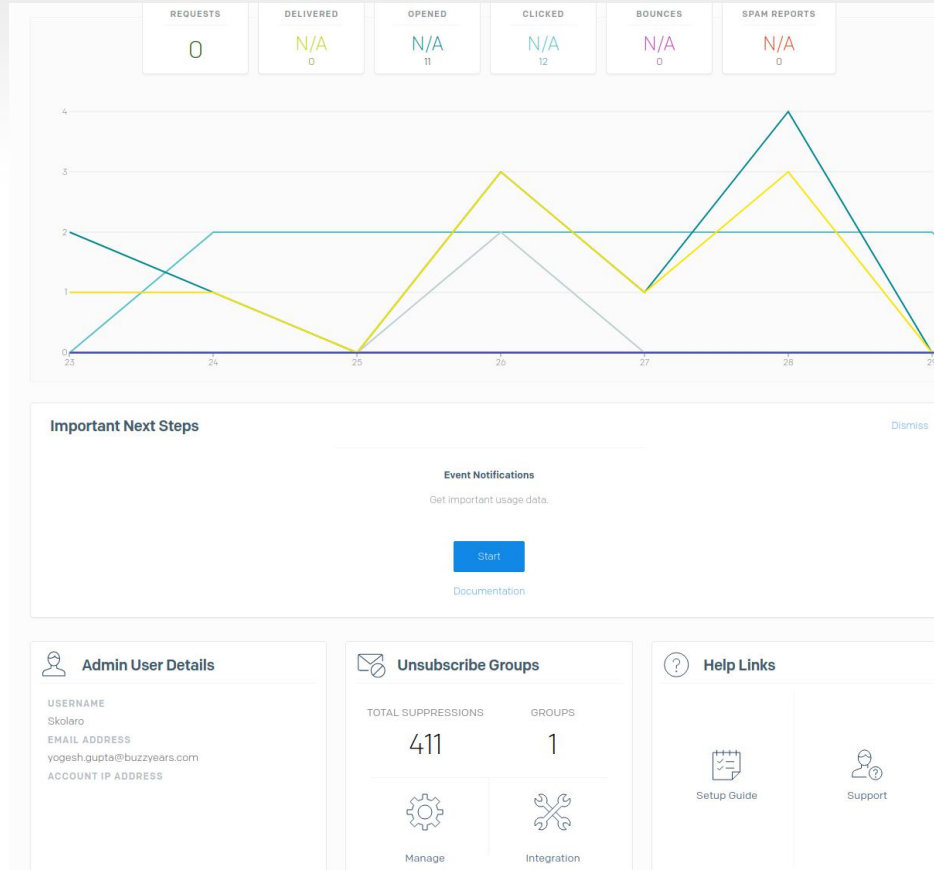 REQUESTS DELIVERED OPENED CLICKED BOUNCES SPAM REPORTS
0 N/A N/A N/A N/A N/A
0 11 12 0 0
4
3
2
1
0
23 24 25 26 27 28
Important Next Steps Dismiss
Event Notifications
Get important usage data.
Start
Documentation
Admin User Details Unsubscribe Groups Help Links
USERNAME
Skolaro
EMAIL ADDRESS
yogesh.gupta@buzzyears.com
ACCOUNT IP ADDRESS
TOTAL SUPPRESSIONS GROUPS
411 1
Manage Integration
Setup Guide Support